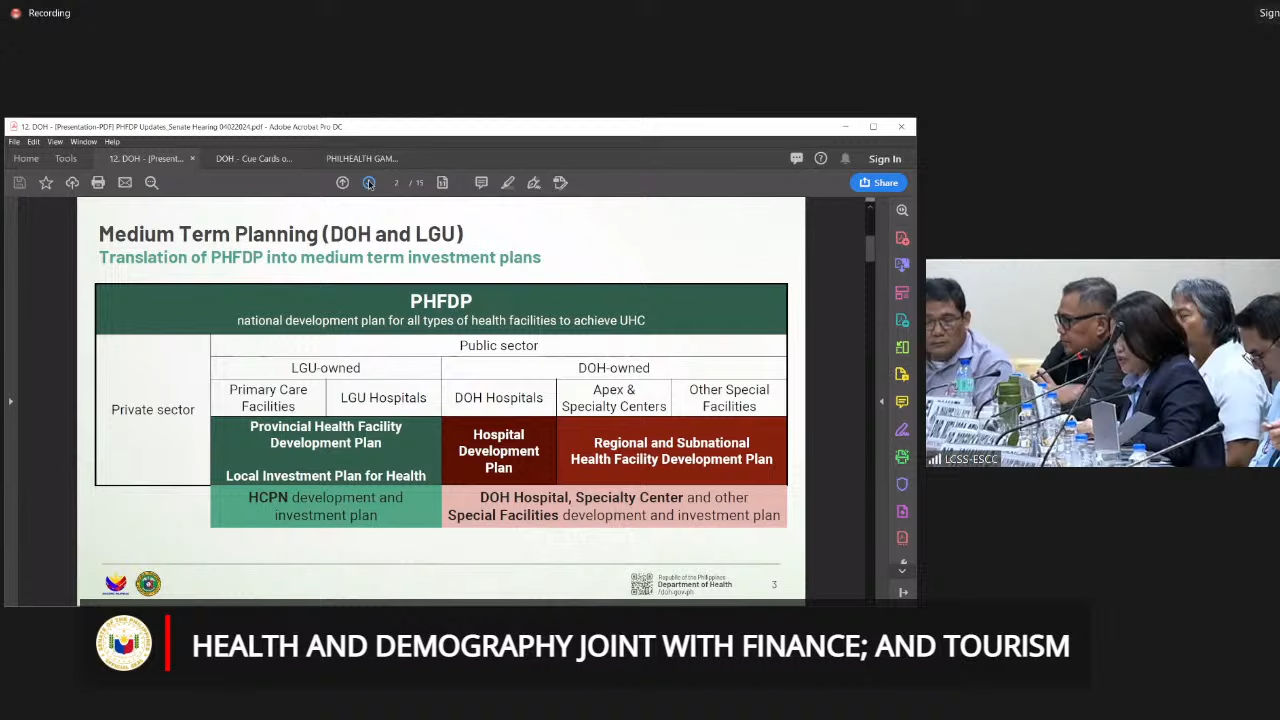 Recording
Sign
12. DOH - [Presentation-PDF] PHFDP Updates_Senate Hearing 04022024.pdf - Adobe Acrobat Pro DC
File Edit View Window Help
Home Tools 12. DOH - [Present... × DOH - Cue Cards o... PHILHEALTH GAM... Sign In
2 / 15 Share
Medium Term Planning (DOH and LGU)
Translation of PHFDP into medium term investment plans
PHFDP
national development plan for all types of health facilities to achieve UHC
Private sector
Public sector
LGU-owned DOH-owned
Primary Care
Facilities
LGU Hospitals
DOH Hospitals
Apex &
Specialty Centers
Other Special
Facilities
Provincial Health Facility
Development Plan
Local Investment Plan for Health
Hospital
Development
Plan
Regional and Subnational
Health Facility Development Plan
HCPN development and
investment plan
DOH Hospital, Specialty Center and other
Special Facilities development and investment plan
Republic of the Philippines
Department of Health
/doh.gov.ph
3
LCSS-ESCC
HEALTH AND DEMOGRAPHY JOINT WITH FINANCE; AND TOURISM